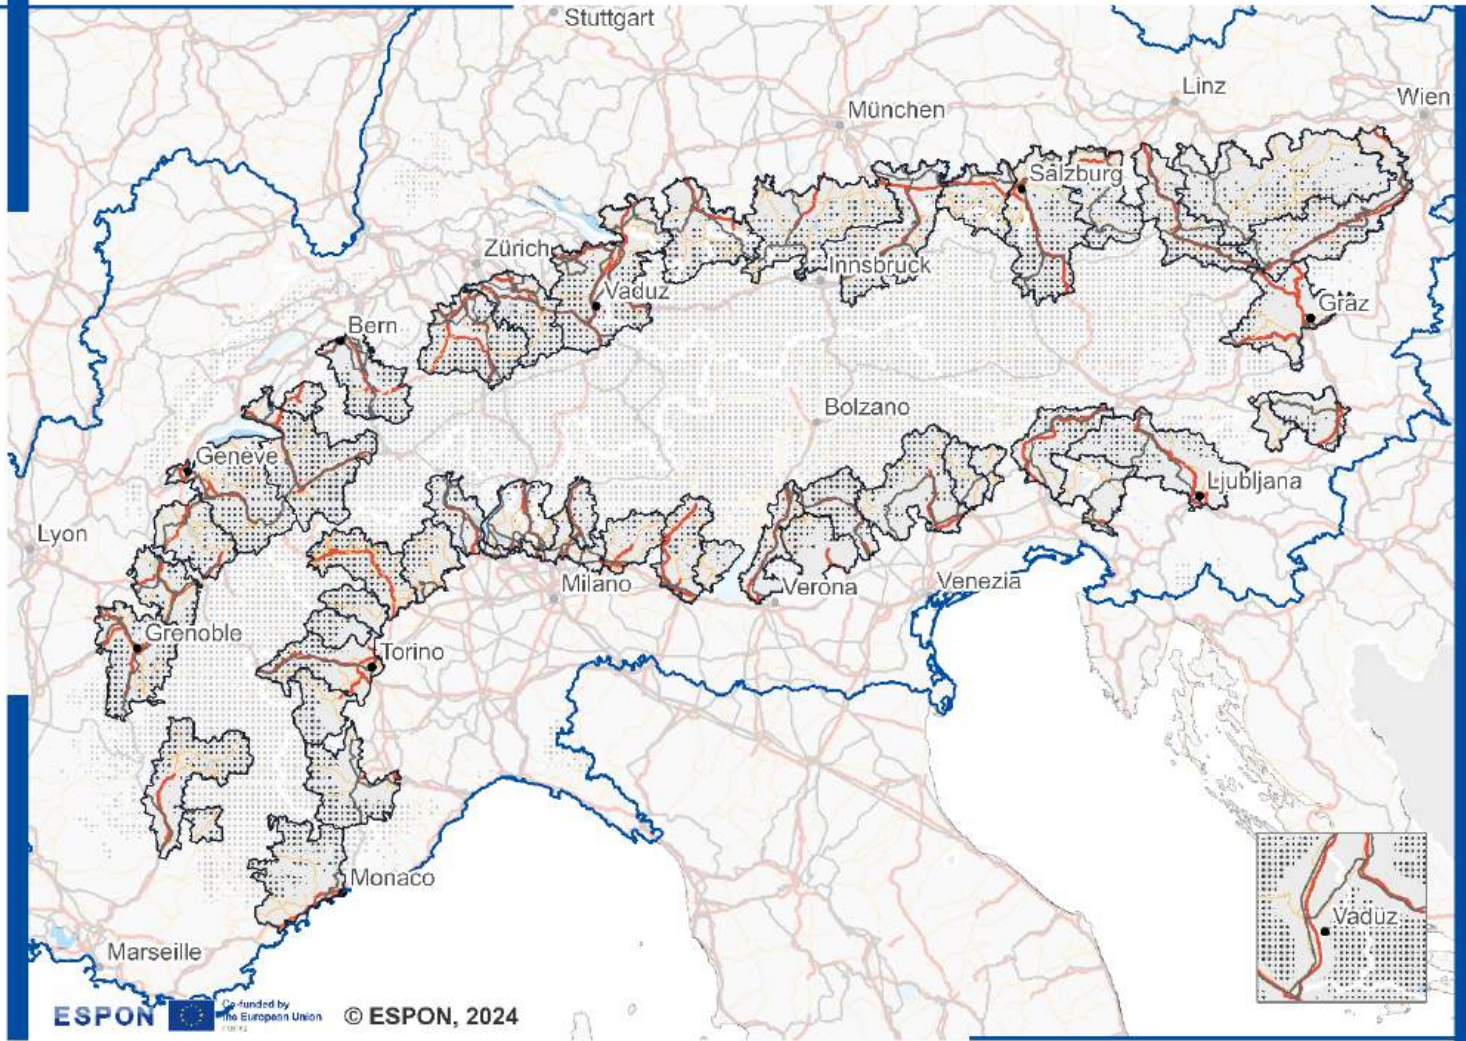 Stuttgart
Linz
Wien
München
Salzburg
Zürich
Innsbruck
Vaduz
Graz
Bern
Bolzano
Genève
Ljubljana
Lyon
Milano
Verona
Venezia
Grenoble
Torino
Vaduz
Monaco
Marseille
ESPON
Co-funded by
the European Union
© ESPON, 2024